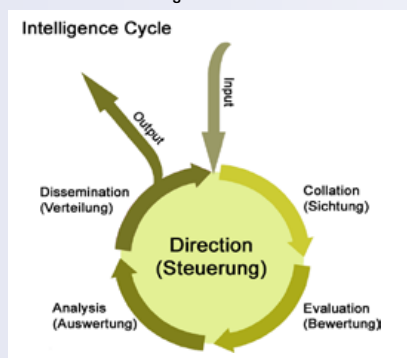 Intelligence Cycle
Output
Input
Dissemination
(Verteilung)
Collation
(Sichtung)
Direction
(Steuerung)
Analysis
(Auswertung)
Evaluation
(Bewertung)